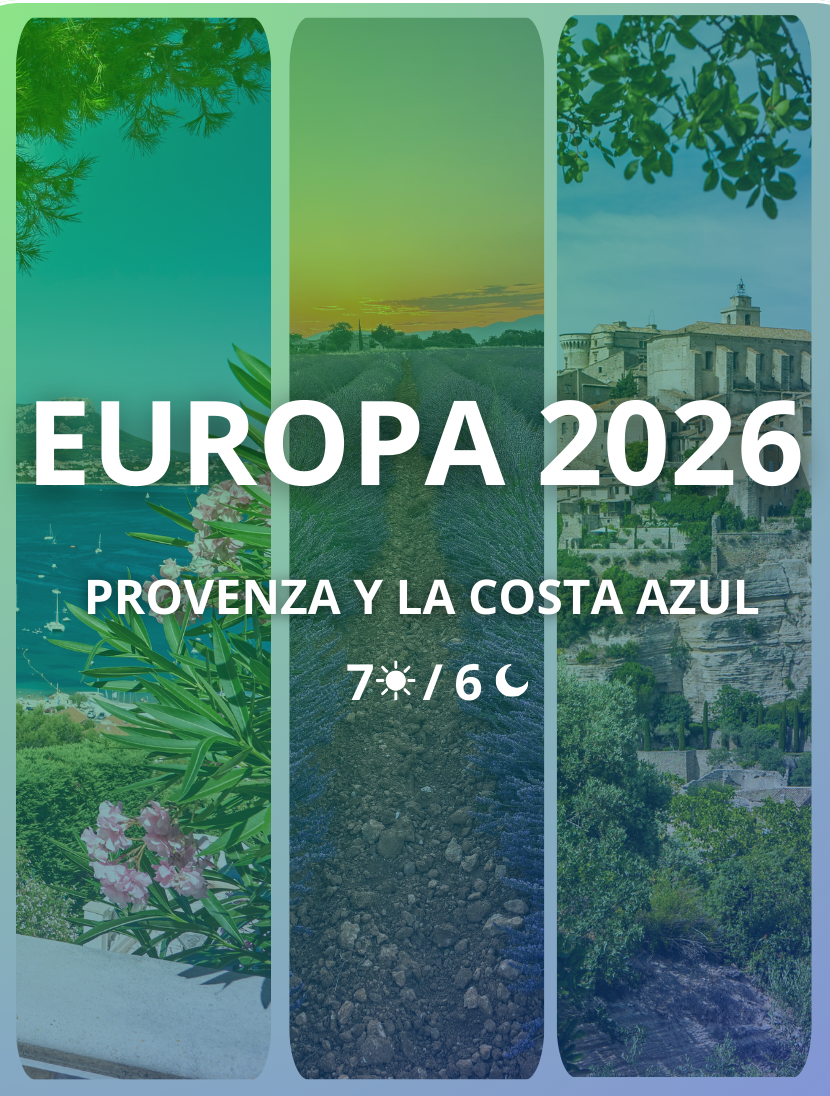 EUROPA 2026
PROVENZA Y LA COSTA AZUL
7☀/ 6 ☾